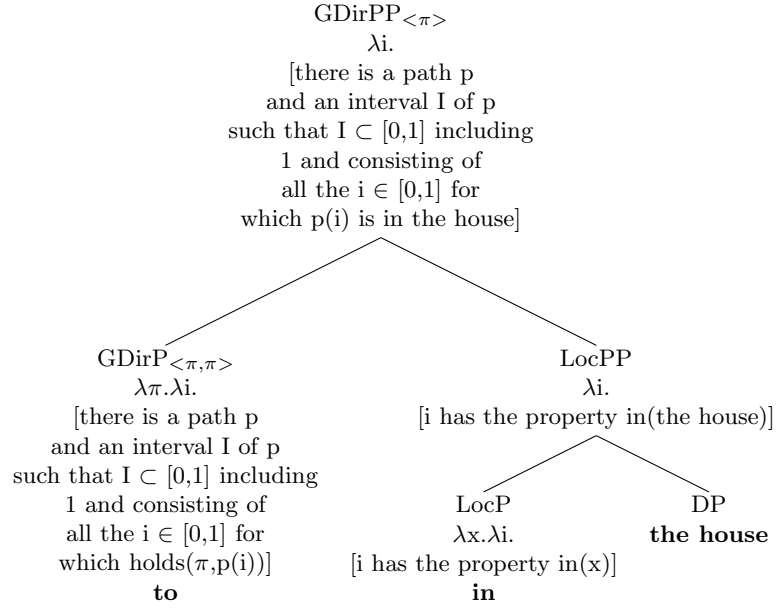 GDirPP<π>
λi.
[there is a path p
and an interval I of p
such that I ⊂ [0,1] including
1 and consisting of
all the i ∈ [0,1] for
which p(i) is in the house]
GDirP<π,π>
λπ.λi.
[there is a path p
and an interval I of p
such that I ⊂ [0,1] including
1 and consisting of
all the i ∈ [0,1] for
which holds(π,p(i))]
to
LocPP
λi.
[i has the property in(the house)]
LocP
λx.λi.
[i has the property in(x)]
in
DP
the house